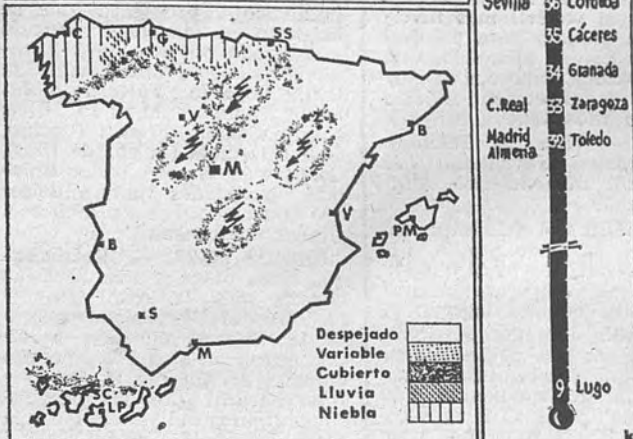 C
G
SS
V
Z
B
M
V
PM
B
S
M
SC
LP
Despejado
Variable
Cubierto
Lluvia
Niebla
Sevilla 36 Córdoba
35 Cáceres
34 Granada
C.Real 33 Zaragoza
Madrid 32 Toledo
Almería
9 Lugo